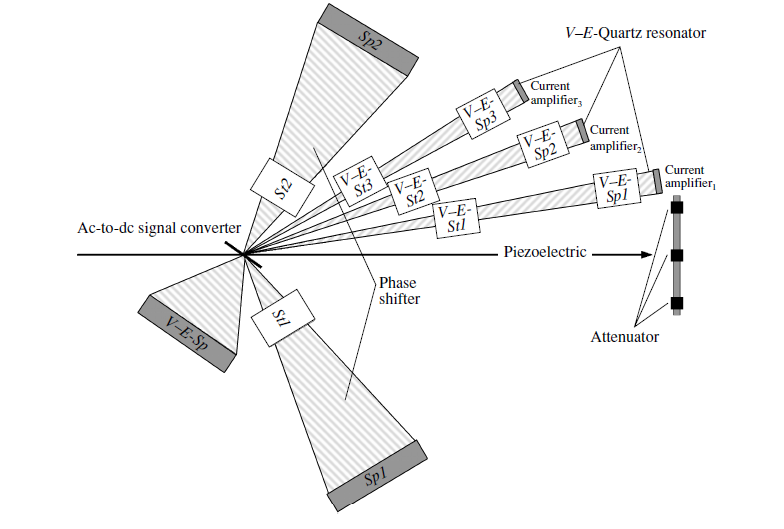 Sp2
V–E-Quartz resonator
Current
amplifier3
V–E-
Sp3
Current
amplifier2
V–E-
Sp2
Current
amplifier1
V–E-
Sp1
St2
V–E-
St3
V–E-
St2
V–E-
St1
Ac-to-dc signal converter
Piezoelectric
Phase
shifter
V–E-Sp
St1
Attenuator
Sp1